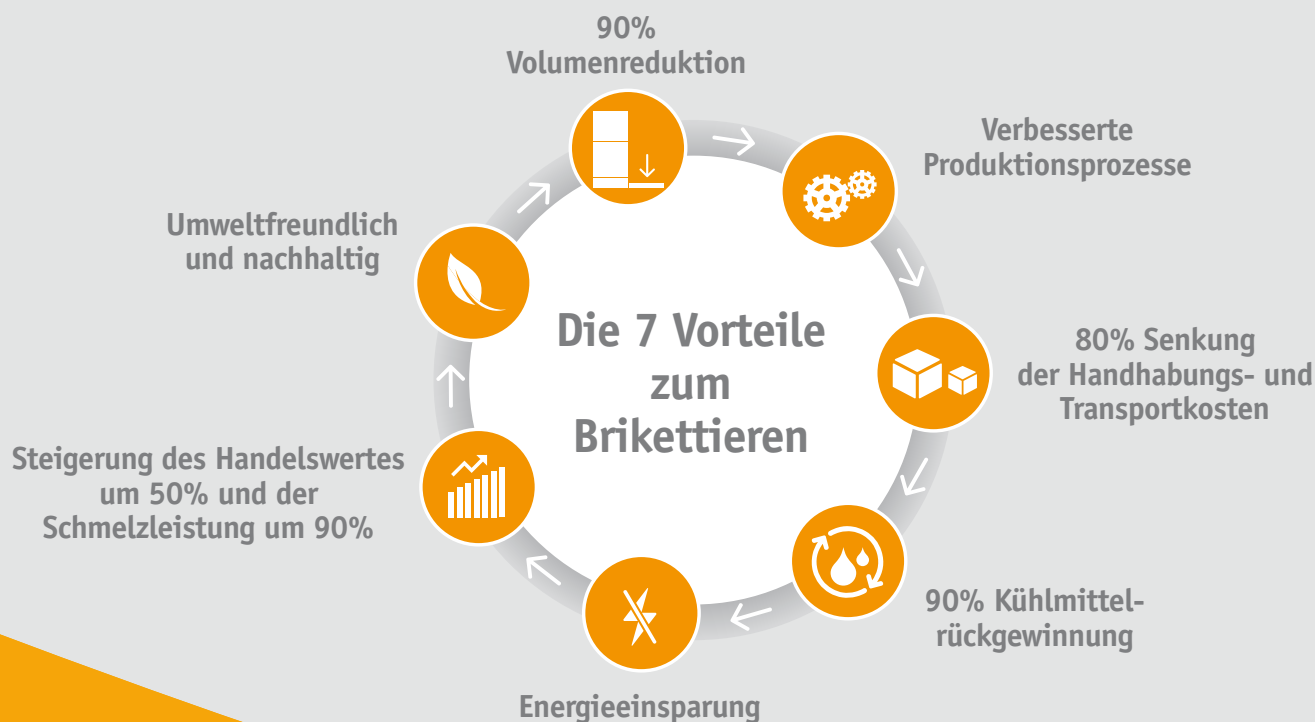 90%
Volumenreduktion
Verbesserte
Produktionsprozesse
80% Senkung
der Handhabungs- und
Transportkosten
90% Kühlmittel-
rückgewinnung
Energieeinsparung
Steigerung des Handelswertes
um 50% und der
Schmelzleistung um 90%
Umweltfreundlich
und nachhaltig
Die 7 Vorteile
zum
Brikettieren